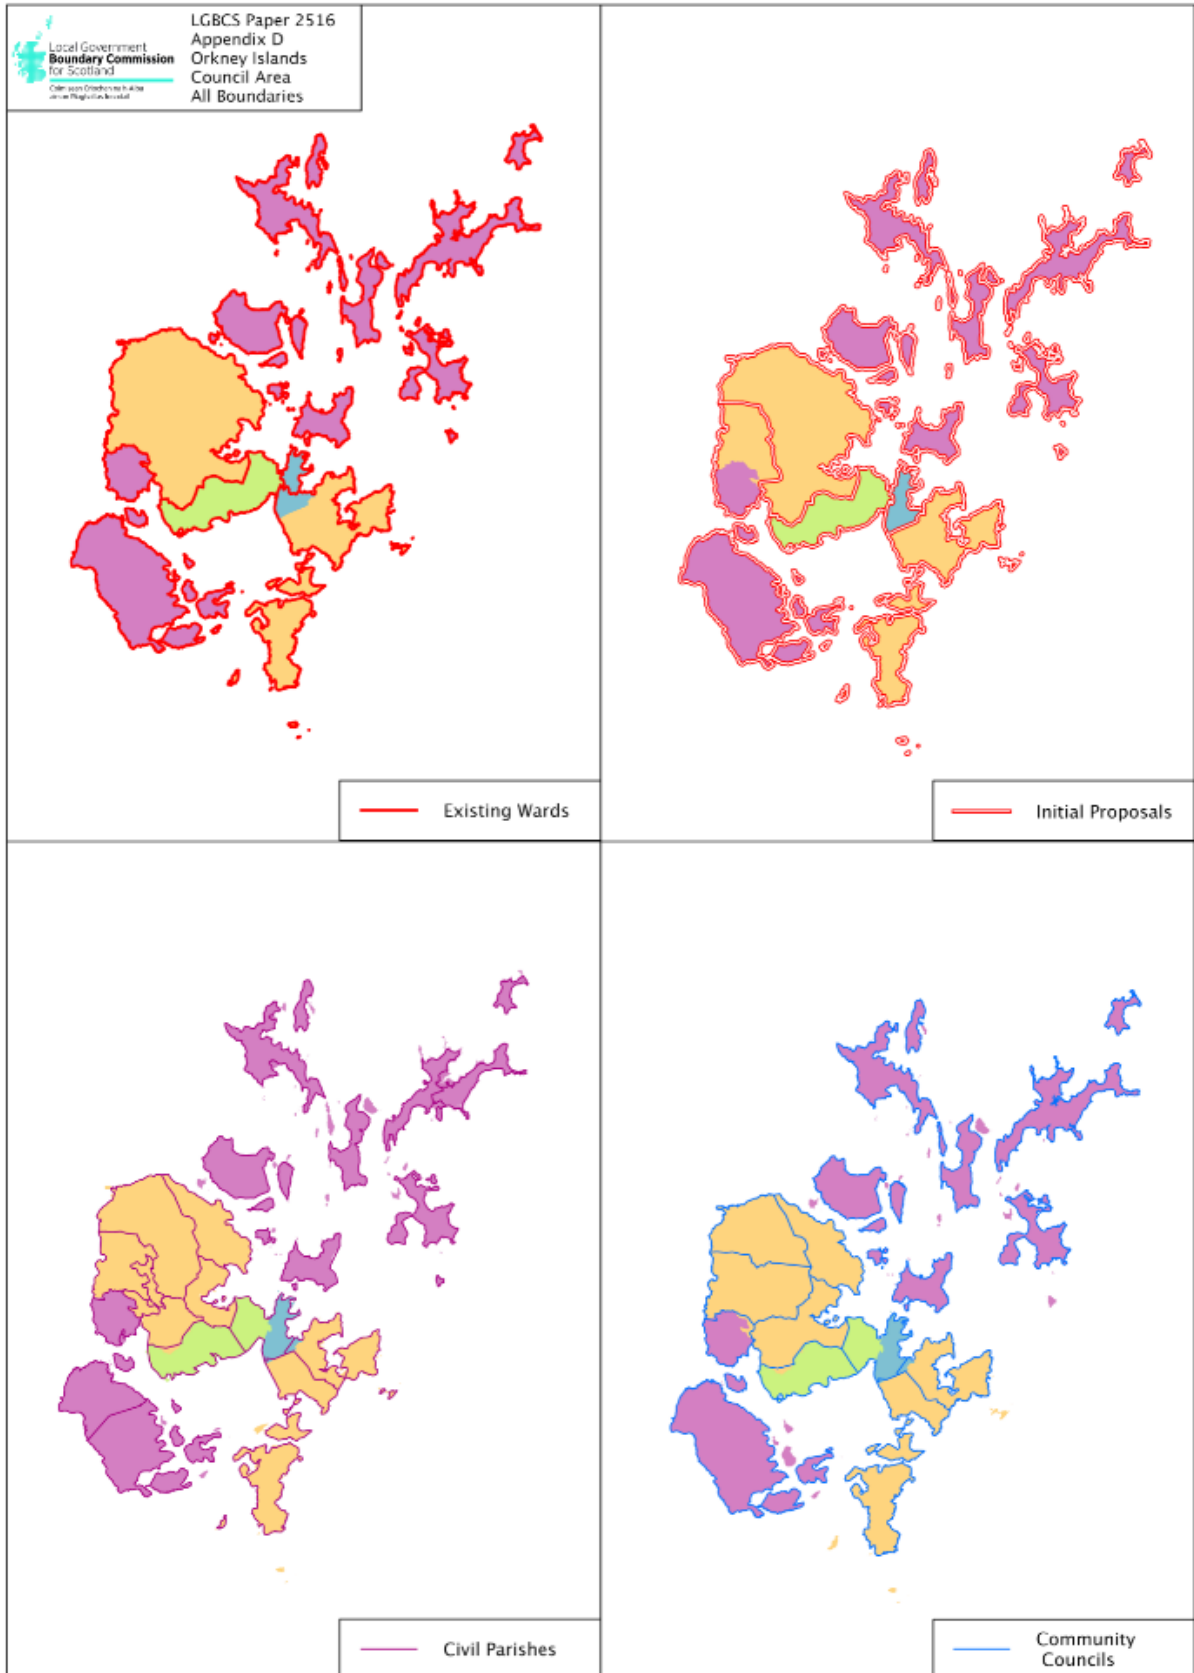 Local Government
Boundary Commission
for Scotland
LGBCS Paper 2516
Appendix D
Orkney Islands
Council Area
All Boundaries
Existing Wards
Initial Proposals
Civil Parishes
Community
Councils